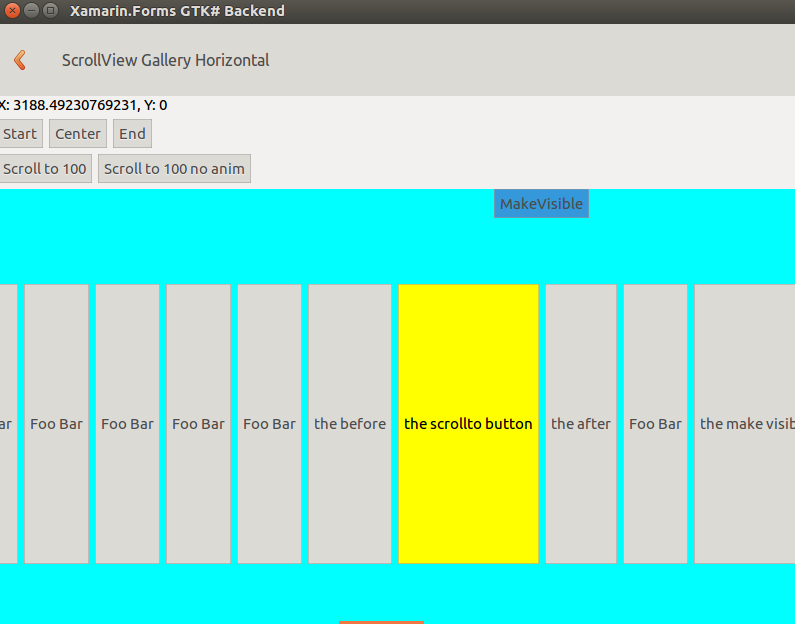 Xamarin.Forms GTK# Backend
ScrollView Gallery Horizontal
X: 3188.49230769231, Y: 0
Start Center End
Scroll to 100 Scroll to 100 no anim
MakeVisible
ar Foo Bar Foo Bar Foo Bar Foo Bar the before the scrollto button the after Foo Bar the make visib